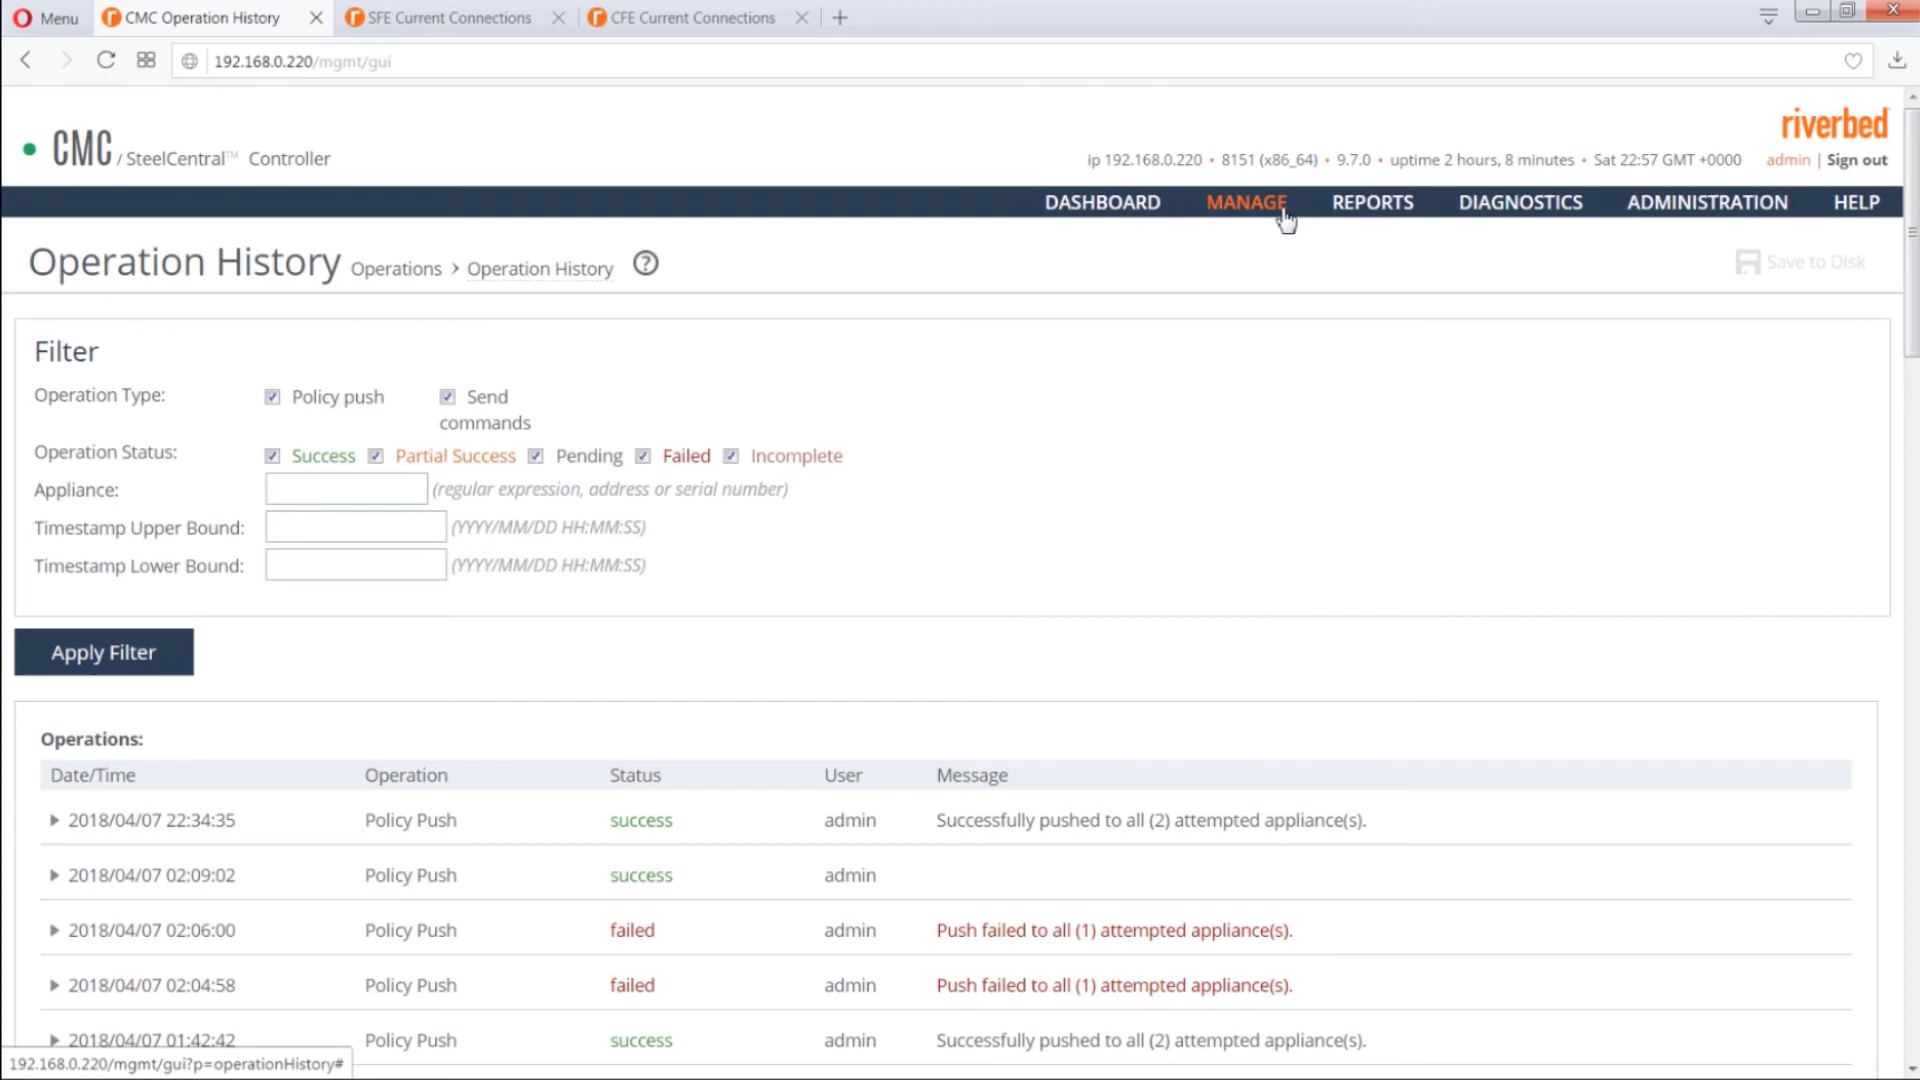 Menu
CMC Operation History
SFE Current Connections
CFE Current Connections
192.168.0.220/mgmt/gui
riverbed
CMC / SteelCentral™ Controller
ip 192.168.0.220 • 8151 (x86_64) • 9.7.0 • uptime 2 hours, 8 minutes • Sat 22:57 GMT +0000 admin | Sign out
DASHBOARD MANAGE REPORTS DIAGNOSTICS ADMINISTRATION HELP
Operation History Operations › Operation History ?
Save to Disk
Filter
Operation Type: Policy push Send
commands
Operation Status: Success Partial Success Pending Failed Incomplete
Appliance: (regular expression, address or serial number)
Timestamp Upper Bound: (YYYY/MM/DD HH:MM:SS)
Timestamp Lower Bound: (YYYY/MM/DD HH:MM:SS)
Apply Filter
Operations:
Date/Time Operation Status User Message
2018/04/07 22:34:35 Policy Push success admin Successfully pushed to all (2) attempted appliance(s).
2018/04/07 02:09:02 Policy Push success admin
2018/04/07 02:06:00 Policy Push failed admin Push failed to all (1) attempted appliance(s).
2018/04/07 02:04:58 Policy Push failed admin Push failed to all (1) attempted appliance(s).
2018/04/07 01:42:42 Policy Push success admin Successfully pushed to all (2) attempted appliance(s).
192.168.0.220/mgmt/gui?p=operationHistory#